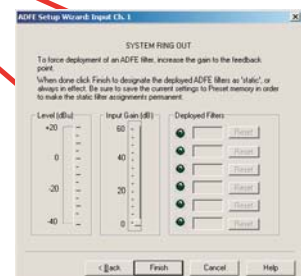 ADFE Setup Wizard: Input Ch. 1
SYSTEM RING OUT
To force deployment of an ADFE filter, increase the gain to the feedback
point.
When done click Finish to designate the deployed ADFE filters as 'static', or
always in effect. Be sure to save the current settings to Preset memory in order
to make the static filter assignments permanent.
Level (dBu)
Input Gain (dB)
Deployed Filters
+20
0
-20
-40
60
40
20
0
Reset
Reset
Reset
Reset
Reset
Reset
< Back
Finish
Cancel
Help